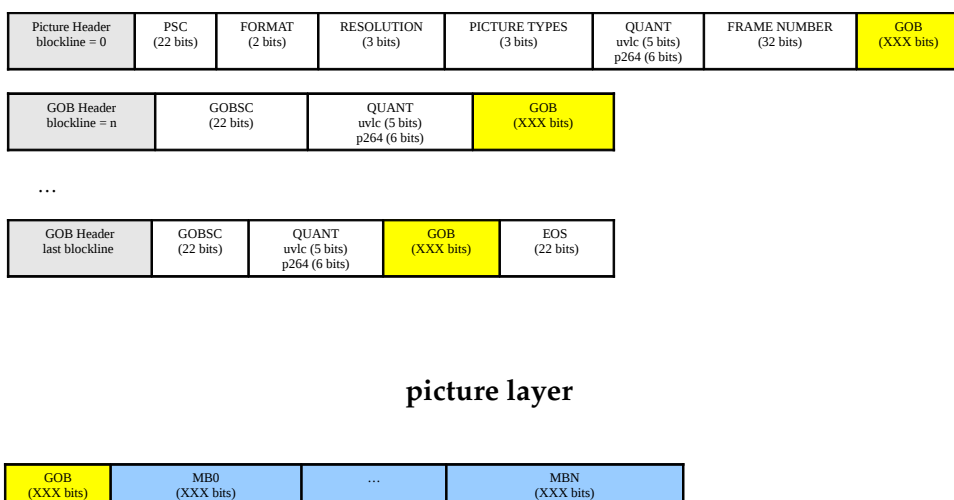 Picture Header
blockline = 0
PSC
(22 bits)
FORMAT
(2 bits)
RESOLUTION
(3 bits)
PICTURE TYPES
(3 bits)
QUANT
uvlc (5 bits)
p264 (6 bits)
FRAME NUMBER
(32 bits)
GOB
(XXX bits)
GOB Header
blockline = n
GOBSC
(22 bits)
QUANT
uvlc (5 bits)
p264 (6 bits)
GOB
(XXX bits)
…
GOB Header
last blockline
GOBSC
(22 bits)
QUANT
uvlc (5 bits)
p264 (6 bits)
GOB
(XXX bits)
EOS
(22 bits)
picture layer
GOB
(XXX bits)
MB0
(XXX bits)
…
MBN
(XXX bits)